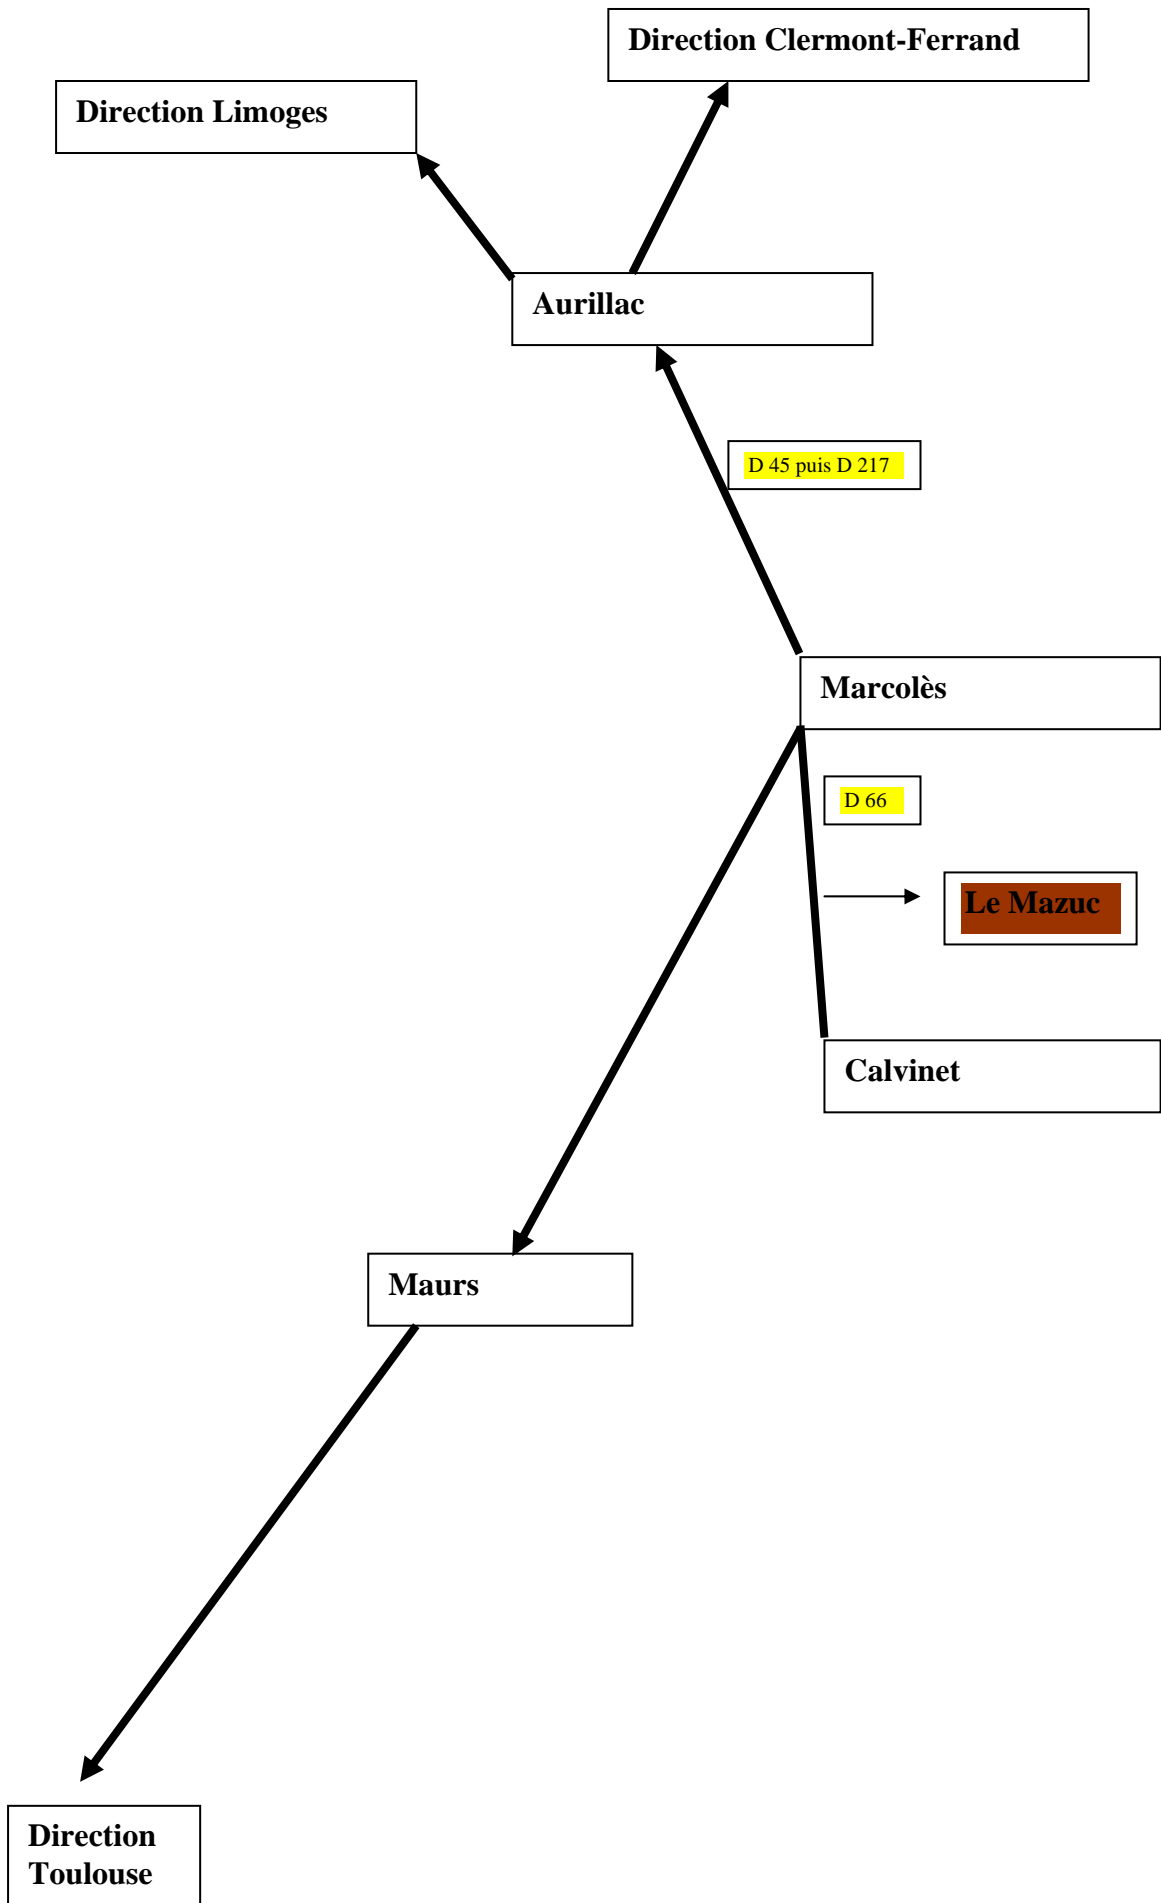 Direction Clermont-Ferrand
Direction Limoges
Aurillac
D 45 puis D 217
Marcolès
D 66
Le Mazuc
Calvinet
Maurs
Direction
Toulouse